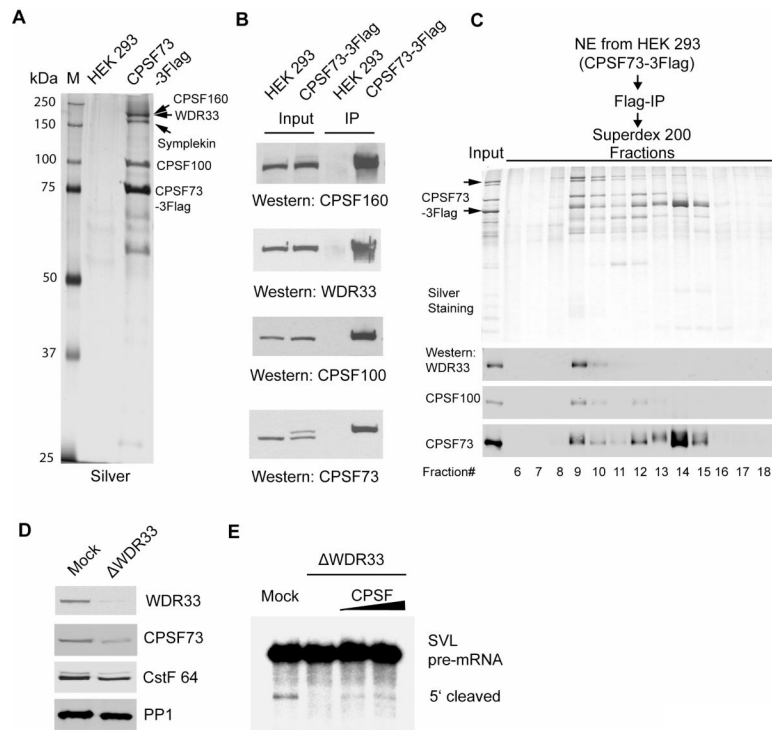 A
HEK 293
CPSF73
-3Flag
kDa
M
250
150
100
75
50
37
25
CPSF160
WDR33
Symplekin
CPSF100
CPSF73
-3Flag
Silver
B
HEK 293
CPSF73-3Flag
HEK 293
CPSF73-3Flag
Input IP
Western: CPSF160
Western: WDR33
Western: CPSF100
Western: CPSF73
C
NE from HEK 293
(CPSF73-3Flag)
Flag-IP
Superdex 200
Input Fractions
CPSF73
-3Flag
Silver
Staining
Western:
WDR33
CPSF100
CPSF73
Fraction# 6 7 8 9 10 11 12 13 14 15 16 17 18
D
Mock ΔWDR33
WDR33
CPSF73
CstF 64
PP1
E
ΔWDR33
Mock CPSF
SVL
pre-mRNA
5' cleaved